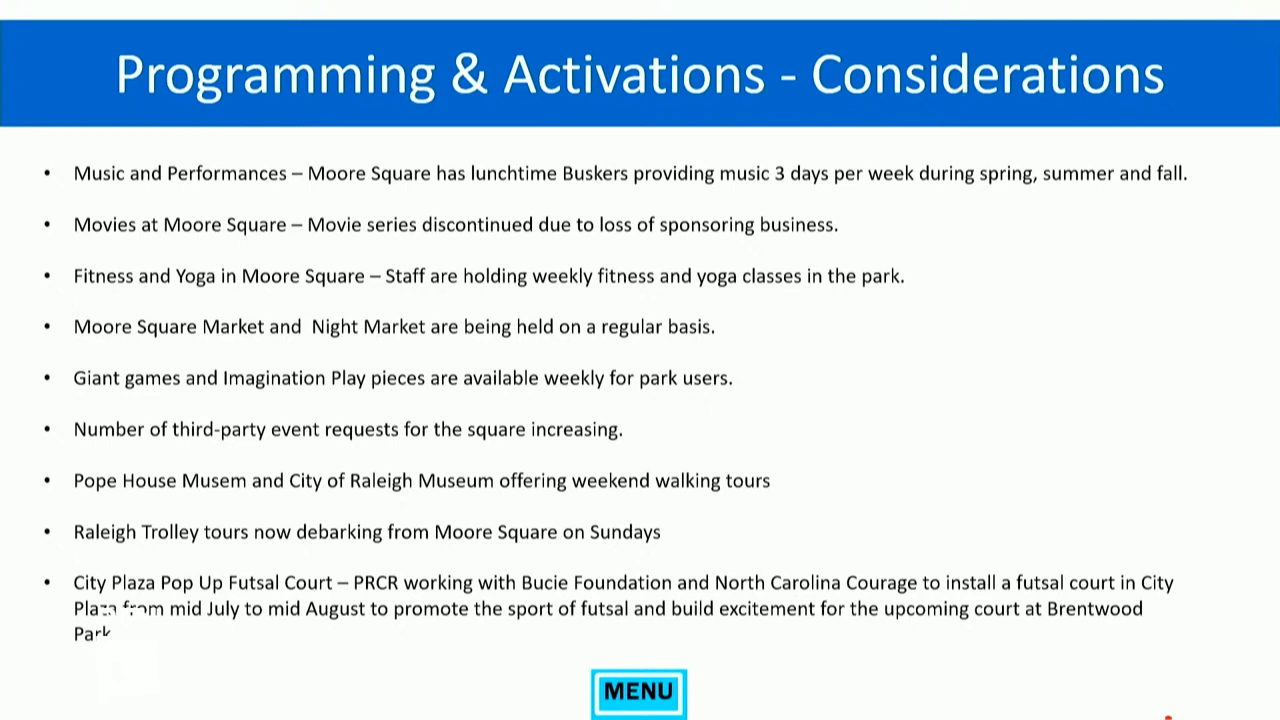 Programming & Activations - Considerations
• Music and Performances – Moore Square has lunchtime Buskers providing music 3 days per week during spring, summer and fall.
• Movies at Moore Square – Movie series discontinued due to loss of sponsoring business.
• Fitness and Yoga in Moore Square – Staff are holding weekly fitness and yoga classes in the park.
• Moore Square Market and  Night Market are being held on a regular basis.
• Giant games and Imagination Play pieces are available weekly for park users.
• Number of third-party event requests for the square increasing.
• Pope House Musem and City of Raleigh Museum offering weekend walking tours
• Raleigh Trolley tours now debarking from Moore Square on Sundays
• City Plaza Pop Up Futsal Court – PRCR working with Bucie Foundation and North Carolina Courage to install a futsal court in City
Plaza from mid July to mid August to promote the sport of futsal and build excitement for the upcoming court at Brentwood
Park
MENU